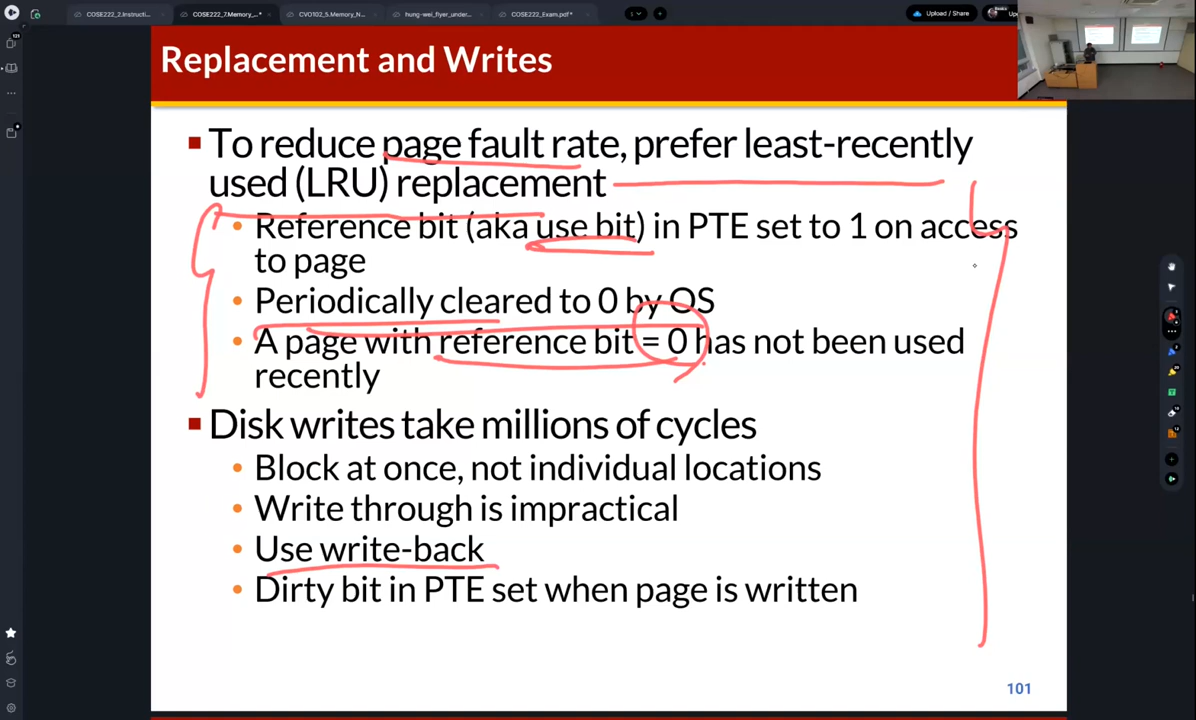 COSE222_2.Instructi...
COSE222_7.Memory_...*
CVO102_5.Memory_N...
hung-wei_flyer_under...
COSE222_Exam.pdf*
1
Upload / Share
Replacement and Writes
To reduce page fault rate, prefer least-recently
used (LRU) replacement
Reference bit (aka use bit) in PTE set to 1 on access
to page
Periodically cleared to 0 by OS
A page with reference bit = 0 has not been used
recently
Disk writes take millions of cycles
Block at once, not individual locations
Write through is impractical
Use write-back
Dirty bit in PTE set when page is written
101